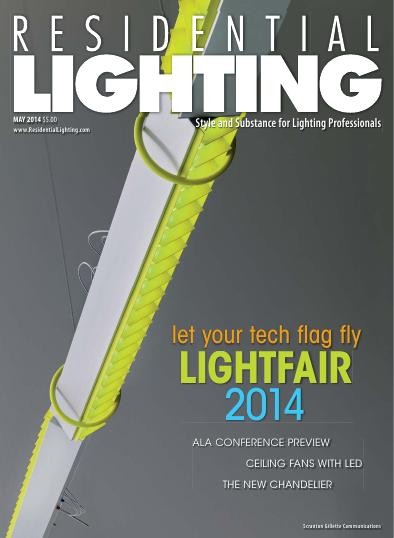 RESIDENTIAL
LIGHTING
MAY 2014 $5.00
Style and Substance for Lighting Professionals
www.ResidentialLighting.com
let your tech flag fly
LIGHTFAIR
2014
ALA CONFERENCE PREVIEW
CEILING FANS WITH LED
THE NEW CHANDELIER
Scranton Gillette Communications